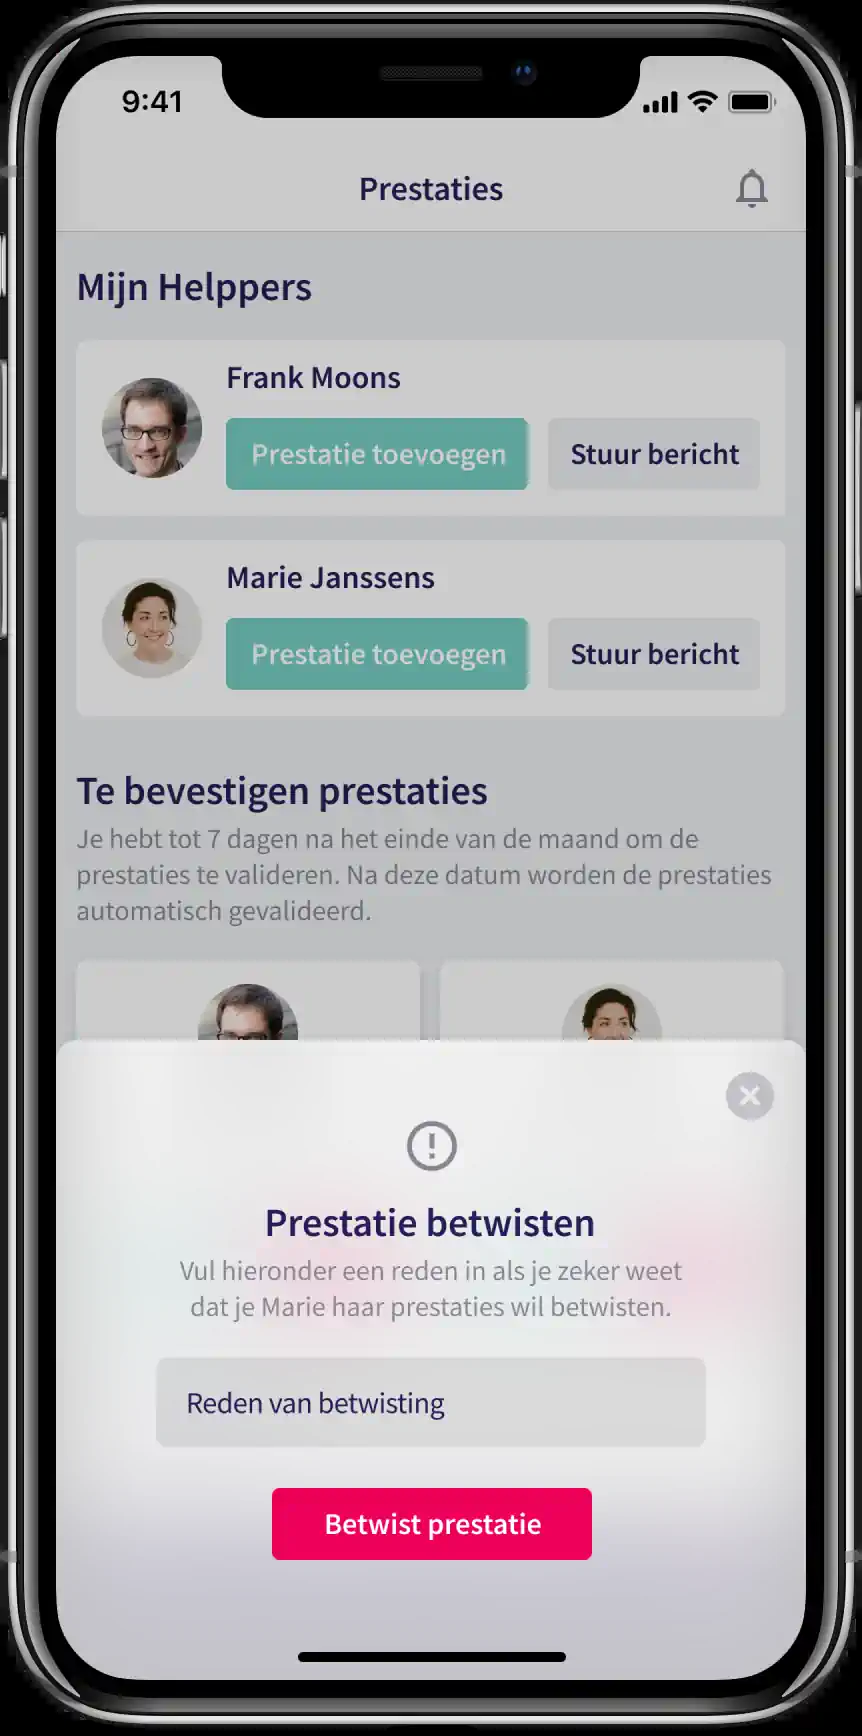 9:41
Prestaties
Mijn Helppers
Frank Moons
Prestatie toevoegen
Stuur bericht
Marie Janssens
Prestatie toevoegen
Stuur bericht
Te bevestigen prestaties
Je hebt tot 7 dagen na het einde van de maand om de
prestaties te valideren. Na deze datum worden de prestaties
automatisch gevalideerd.
Prestatie betwisten
Vul hieronder een reden in als je zeker weet
dat je Marie haar prestaties wil betwisten.
Reden van betwisting
Betwist prestatie